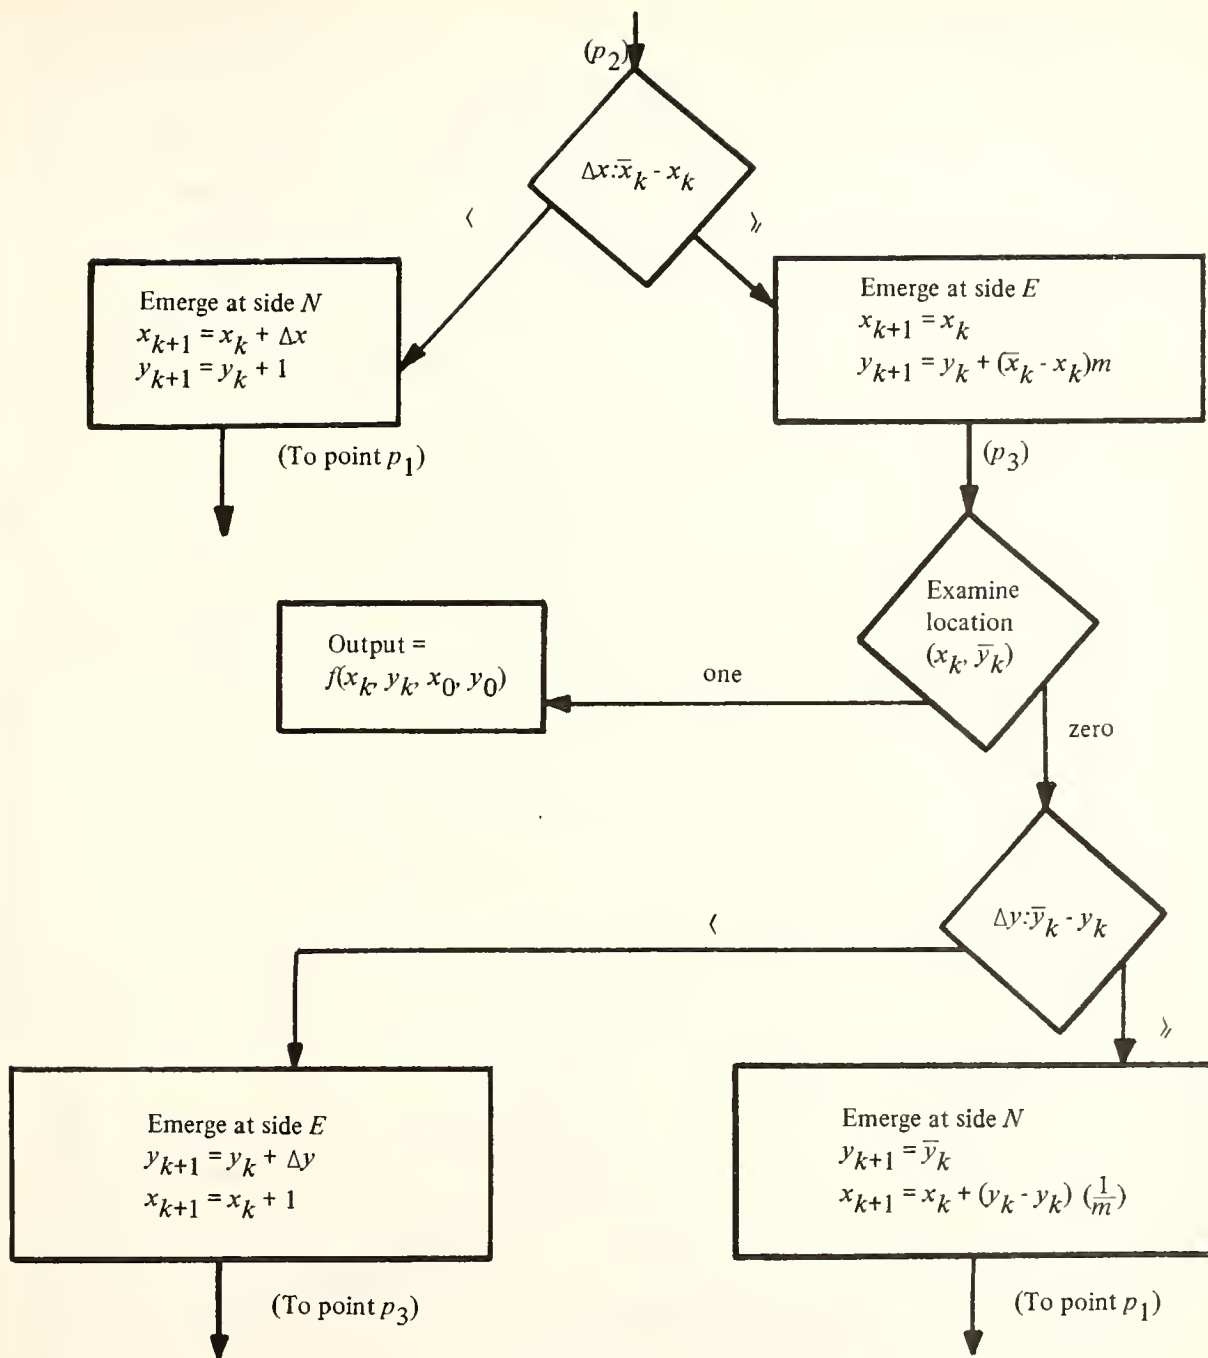 (p₂)
Δx:x̅ₖ - xₖ
⟨
⩾
Emerge at side N
xₖ₊₁ = xₖ + Δx
yₖ₊₁ = yₖ + 1
(To point p₁)
Emerge at side E
xₖ₊₁ = xₖ
yₖ₊₁ = yₖ + (x̅ₖ - xₖ)m
(p₃)
Examine
location
(xₖ, y̅ₖ)
one
zero
Output =
f(xₖ, yₖ, x₀, y₀)
Δy:y̅ₖ - yₖ
⟨
⩾
Emerge at side E
yₖ₊₁ = yₖ + Δy
xₖ₊₁ = xₖ + 1
(To point p₃)
Emerge at side N
yₖ₊₁ = y̅ₖ
xₖ₊₁ = xₖ + (yₖ - yₖ) (1/m)
(To point p₁)